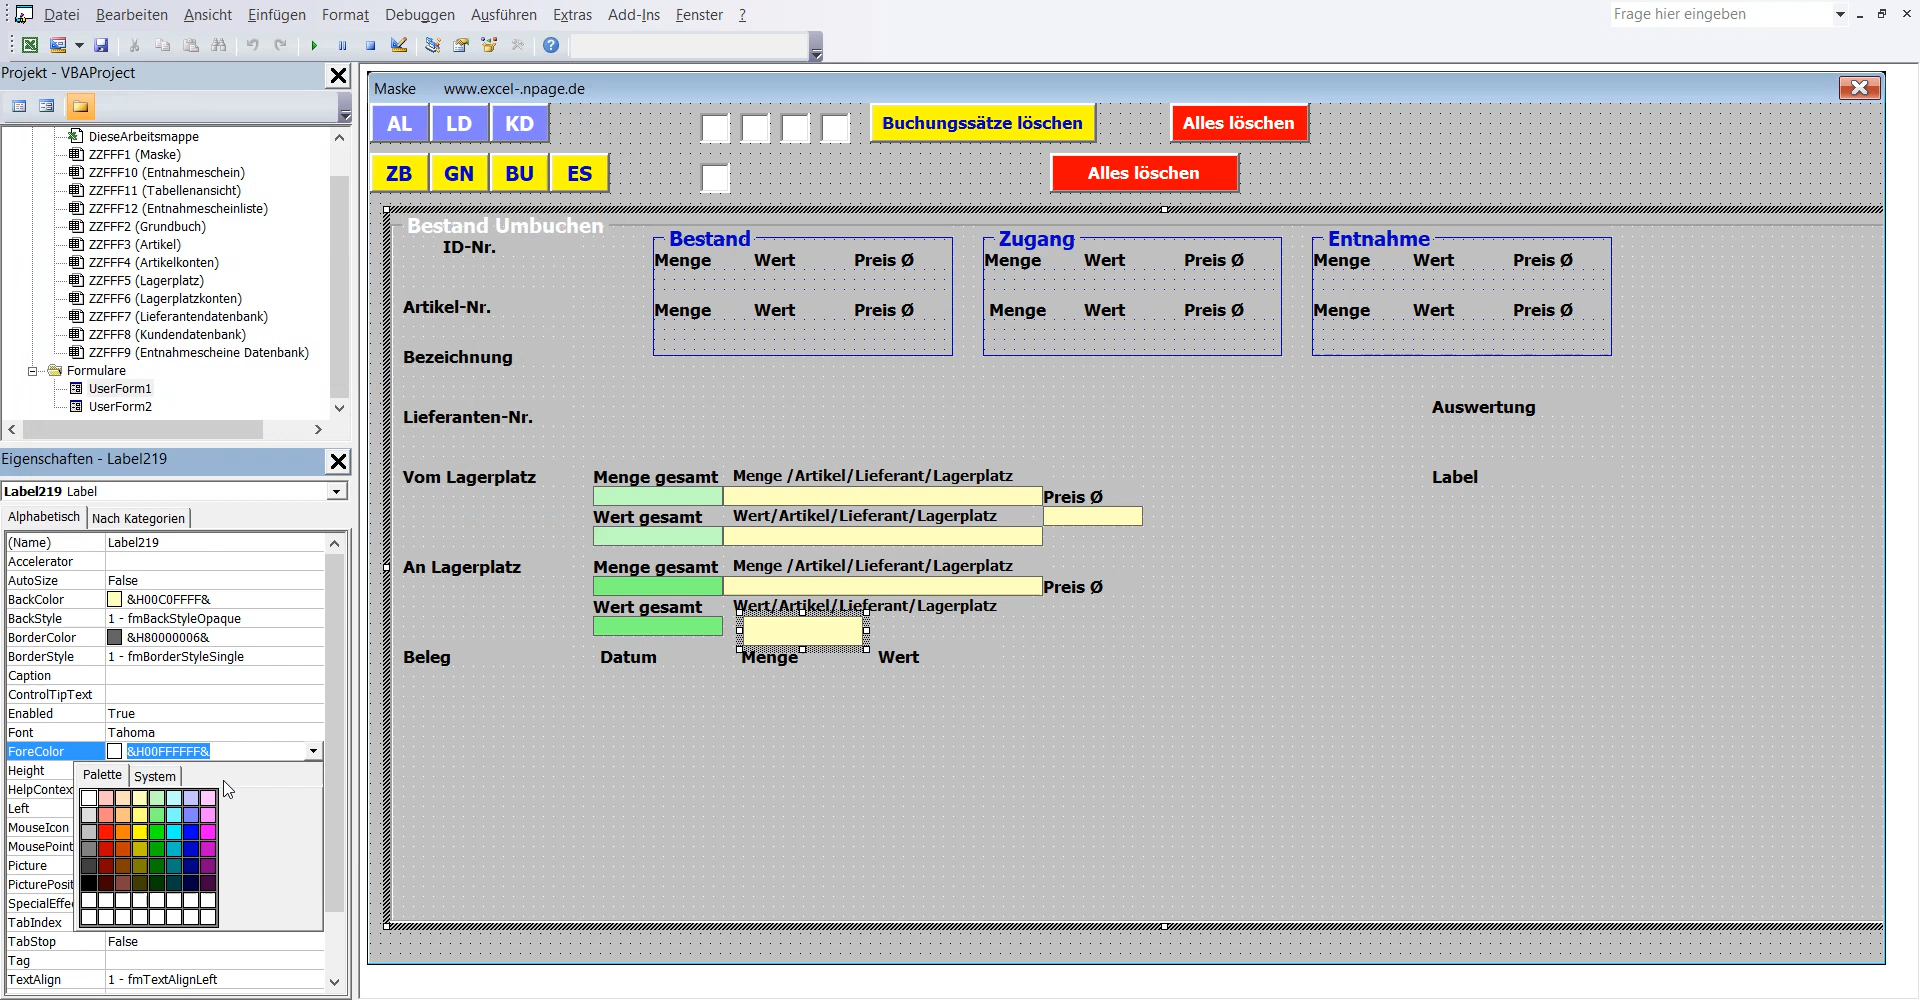 Datei Bearbeiten Ansicht Einfügen Format Debuggen Ausführen Extras Add-Ins Fenster ?
Frage hier eingeben
Projekt - VBAProject
DieseArbeitsmappe
ZZFFF1 (Maske)
ZZFFF10 (Entnahmeschein)
ZZFFF11 (Tabellenansicht)
ZZFFF12 (Entnahmescheinliste)
ZZFFF2 (Grundbuch)
ZZFFF3 (Artikel)
ZZFFF4 (Artikelkonten)
ZZFFF5 (Lagerplatz)
ZZFFF6 (Lagerplatzkonten)
ZZFFF7 (Lieferantendatenbank)
ZZFFF8 (Kundendatenbank)
ZZFFF9 (Entnahmescheine Datenbank)
Formulare
UserForm1
UserForm2
Eigenschaften - Label219
Label219 Label
Alphabetisch Nach Kategorien
(Name) Label219
Accelerator
AutoSize False
BackColor &H00C0FFFF&
BackStyle 1 - fmBackStyleOpaque
BorderColor &H80000006&
BorderStyle 1 - fmBorderStyleSingle
Caption
ControlTipText
Enabled True
Font Tahoma
ForeColor &H00FFFFFF&
Height
Palette System
HelpContex
Left
MouseIcon
MousePoint
Picture
PicturePosit
SpecialEffe
TabIndex
TabStop False
Tag
TextAlign 1 - fmTextAlignLeft
Maske www.excel-.npage.de
AL LD KD Buchungssätze löschen Alles löschen
ZB GN BU ES Alles löschen
Bestand Umbuchen
ID-Nr.
Bestand Zugang Entnahme
Menge Wert Preis Ø Menge Wert Preis Ø Menge Wert Preis Ø
Artikel-Nr. Menge Wert Preis Ø Menge Wert Preis Ø Menge Wert Preis Ø
Bezeichnung
Lieferanten-Nr. Auswertung
Vom Lagerplatz Menge gesamt Menge /Artikel/Lieferant/Lagerplatz Label
Preis Ø
Wert gesamt Wert/Artikel/Lieferant/Lagerplatz
An Lagerplatz Menge gesamt Menge /Artikel/Lieferant/Lagerplatz
Preis Ø
Wert gesamt Wert/Artikel/Lieferant/Lagerplatz
Beleg Datum Menge Wert